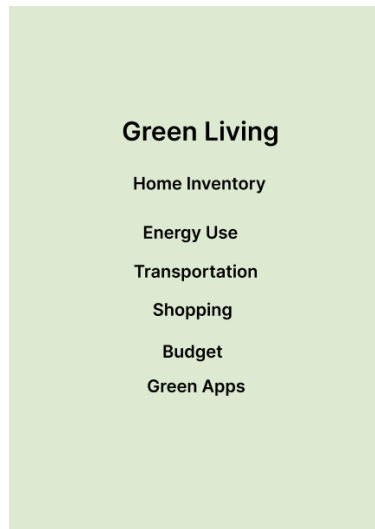 Green Living
Home Inventory
Energy Use
Transportation
Shopping
Budget
Green Apps